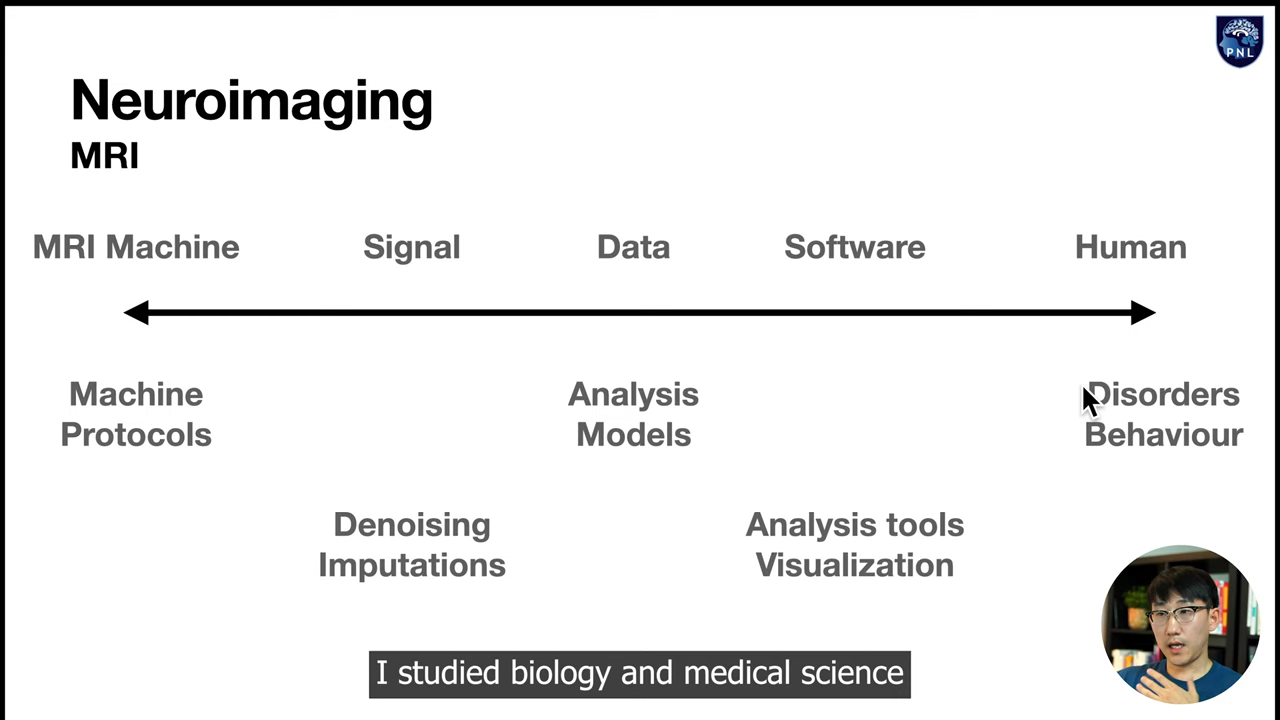 PNL
Neuroimaging
MRI
MRI Machine Signal Data Software Human
Machine
Protocols
Analysis
Models
Disorders
Behaviour
Denoising
Imputations
Analysis tools
Visualization
I studied biology and medical science